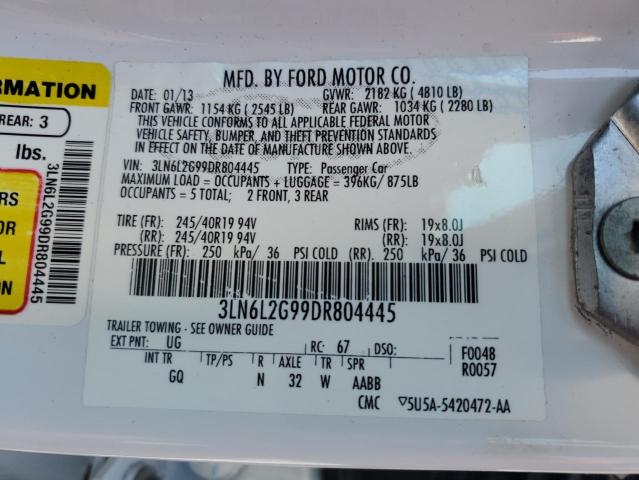 ORMATION
REAR: 3
lbs.
3LN6L2G99DR804445
RS
OR
L
ON
MFD. BY FORD MOTOR CO.
DATE: 01/13 GVWR: 2182 KG ( 4810 LB)
FRONT GAWR: 1154 KG ( 2545 LB) REAR GAWR: 1034 KG ( 2280 LB)
THIS VEHICLE CONFORMS TO ALL APPLICABLE FEDERAL MOTOR
VEHICLE SAFETY, BUMPER, AND THEFT PREVENTION STANDARDS
IN EFFECT ON THE DATE OF MANUFACTURE SHOWN ABOVE.
VIN: 3LN6L2G99DR804445 TYPE: Passenger Car
MAXIMUM LOAD = OCCUPANTS + LUGGAGE = 396KG/ 875LB
OCCUPANTS = 5 TOTAL; 2 FRONT, 3 REAR
TIRE (FR): 245/40R19 94V RIMS (FR): 19x8.0J
(RR): 245/40R19 94V (RR): 19x8.0J
PRESSURE (FR): 250 kPa/ 36 PSI COLD (RR): 250 kPa/ 36 PSI COLD
3LN6L2G99DR804445
TRAILER TOWING - SEE OWNER GUIDE
EXT PNT: UG RC: 67 DSO: F0048
INT TR TP/PS R AXLE TR SPR R0057
GQ N 32 W AABB
CMC ▽5U5A-5420472-AA